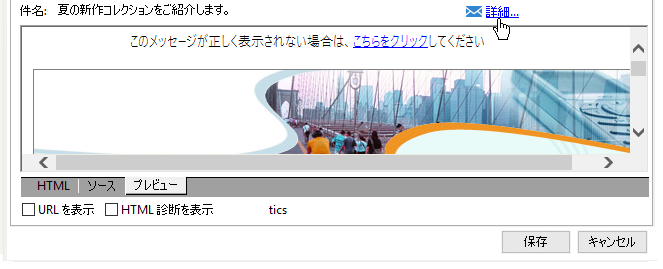 件名: 夏の新作コレクションをご紹介します。 詳細...
このメッセージが正しく表示されない場合は、こちらをクリックしてください
HTML ソース プレビュー
URL を表示 HTML 診断を表示 tics
保存 キャンセル